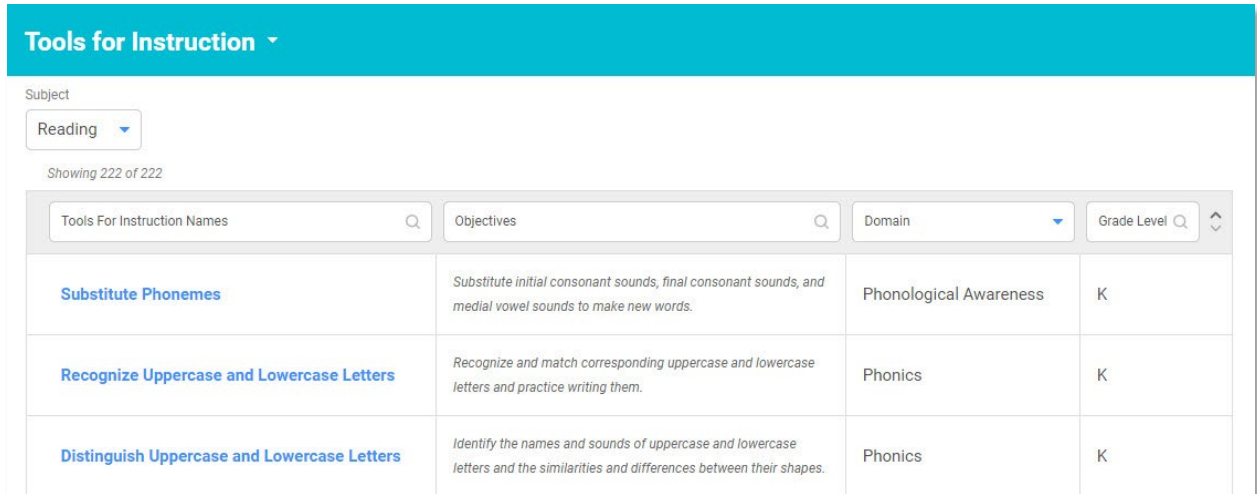 Tools for Instruction
Subject
Reading
Showing 222 of 222
Tools For Instruction Names
Objectives
Domain
Grade Level
Substitute Phonemes
Substitute initial consonant sounds, final consonant sounds, and
medial vowel sounds to make new words.
Phonological Awareness
K
Recognize Uppercase and Lowercase Letters
Recognize and match corresponding uppercase and lowercase
letters and practice writing them.
Phonics
K
Distinguish Uppercase and Lowercase Letters
Identify the names and sounds of uppercase and lowercase
letters and the similarities and differences between their shapes.
Phonics
K